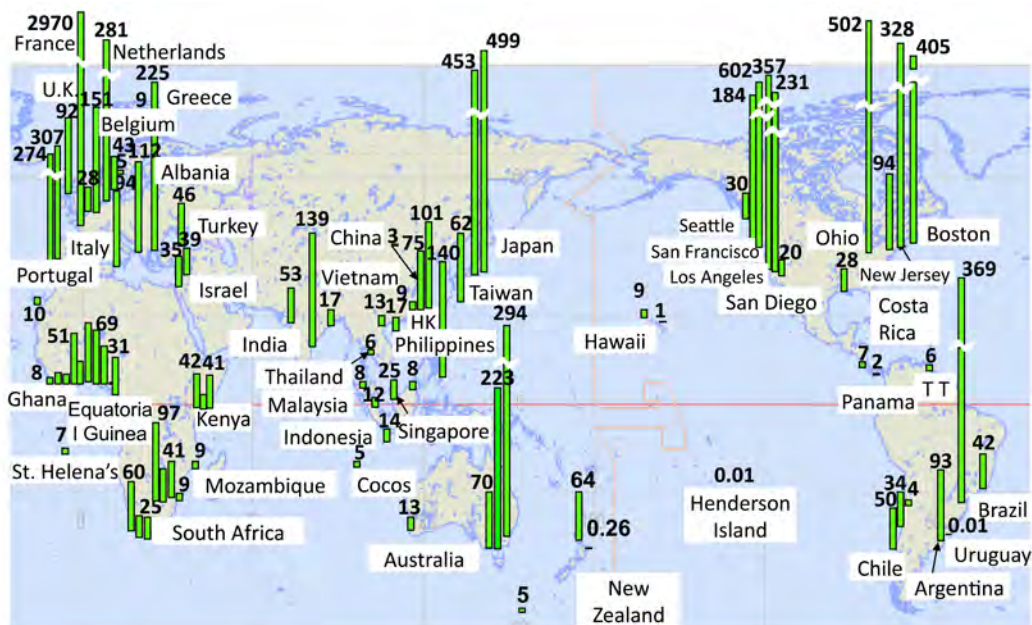 2970
281
499
502
328
France
Netherlands
453
405
U.K.
225
602
357
151
9
Greece
184
231
92
Belgium
307
43
274
5
112
94
28
94
Albania
30
46
139
101
62
Italy
Turkey
China
3
75
Japan
Seattle
35
39
140
San Francisco
Ohio
Boston
Portugal
53
Vietnam
Los Angeles
20
28
New Jersey
369
Israel
17
9
Taiwan
San Diego
Costa
Rica
10
13
17
294
9
1
51
69
India
HK
Philippines
Hawaii
31
6
7
2
6
8
42
41
Thailand
8
25
8
223
T T
Ghana
Panama
Equatoria
l Guinea
97
Kenya
Malaysia
12
Singapore
7
41
9
Indonesia
14
42
St. Helena's
60
Mozambique
5
Cocos
70
64
0.01
93
9
34
4
25
13
Henderson
Island
50
Brazil
South Africa
0.26
0.01
Australia
Chile
Uruguay
New
Zealand
Argentina
5